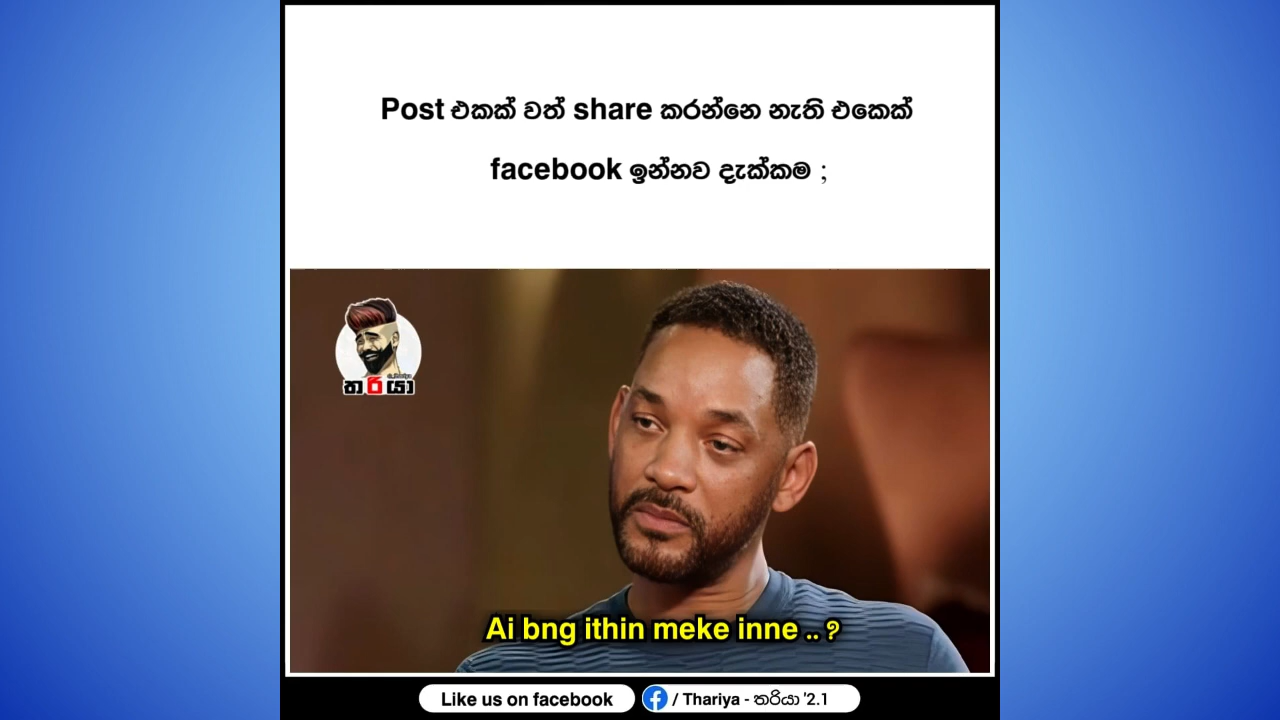 Post එකක් වත් share කරන්නෙ නැති එකෙක්
facebook ඉන්නව දැක්කම ;
තරියා
Ai bng ithin meke inne .. ?
Like us on facebook
/ Thariya - තරියා '2.1